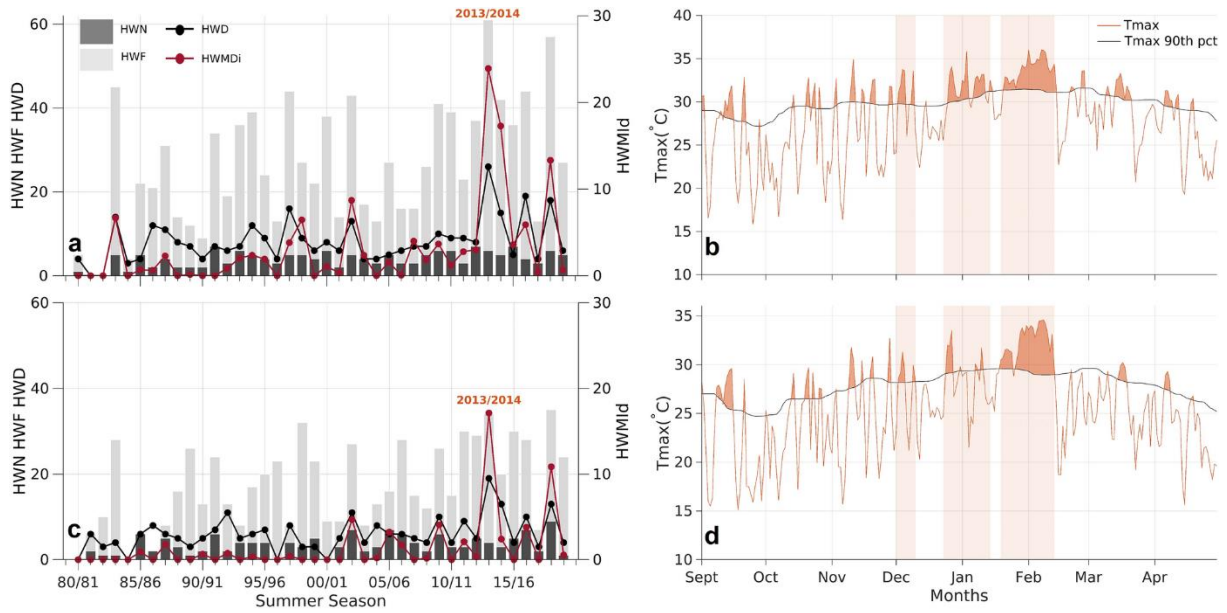 2013/2014
HWN HWD
HWF HWMDi
60
40
20
0
HWN HWF HWD
30
20
10
0
HWMId
a
Tmax
Tmax 90th pct
35
30
25
20
15
10
Tmax(°C)
b
2013/2014
60
40
20
0
HWN HWF HWD
30
20
10
0
HWMId
c
80/81 85/86 90/91 95/96 00/01 05/06 10/11 15/16
Summer Season
35
30
25
20
15
10
Tmax(°C)
d
Sept Oct Nov Dec Jan Feb Mar Apr
Months